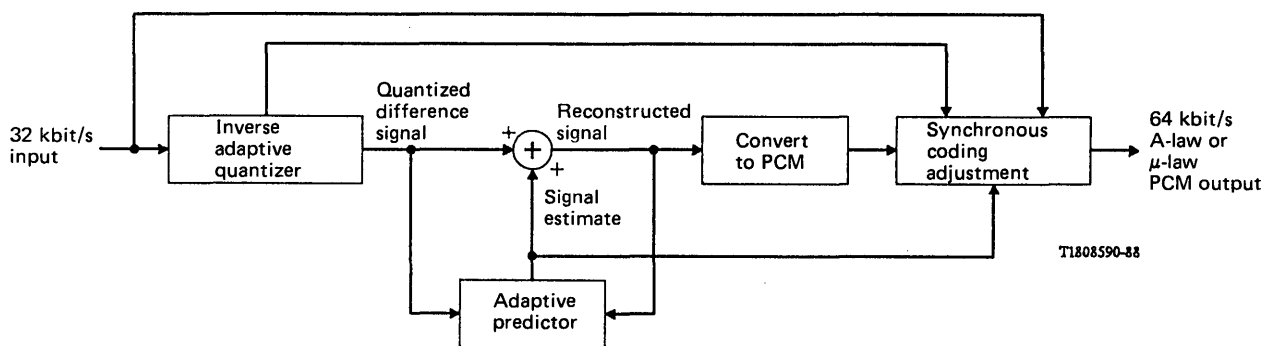 32 kbit/s
input
Inverse
adaptive
quantizer
Quantized
difference
signal
+
+
+
Reconstructed
signal
Signal
estimate
Adaptive
predictor
Convert
to PCM
Synchronous
coding
adjustment
64 kbit/s
A-law or
μ-law
PCM output
T1808590-88